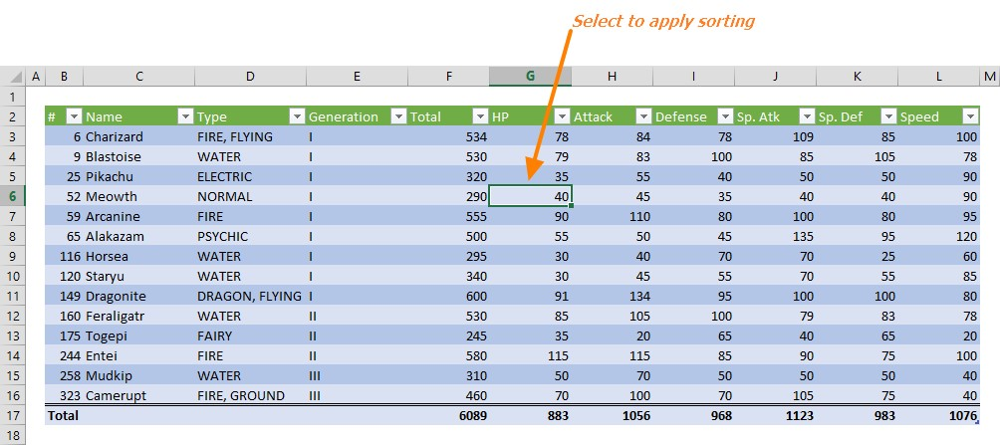 Select to apply sorting
A B C D E F G H I J K L M
1
2 # Name Type Generation Total HP Attack Defense Sp. Atk Sp. Def Speed
3 6 Charizard FIRE, FLYING I 534 78 84 78 109 85 100
4 9 Blastoise WATER I 530 79 83 100 85 105 78
5 25 Pikachu ELECTRIC I 320 35 55 40 50 50 90
6 52 Meowth NORMAL I 290 40 45 35 40 40 90
7 59 Arcanine FIRE I 555 90 110 80 100 80 95
8 65 Alakazam PSYCHIC I 500 55 50 45 135 95 120
9 116 Horsea WATER I 295 30 40 70 70 25 60
10 120 Staryu WATER I 340 30 45 55 70 55 85
11 149 Dragonite DRAGON, FLYING I 600 91 134 95 100 100 80
12 160 Feraligatr WATER II 530 85 105 100 79 83 78
13 175 Togepi FAIRY II 245 35 20 65 40 65 20
14 244 Entei FIRE II 580 115 115 85 90 75 100
15 258 Mudkip WATER III 310 50 70 50 50 50 40
16 323 Camerupt FIRE, GROUND III 460 70 100 70 105 75 40
17 Total 6089 883 1056 968 1123 983 1076
18